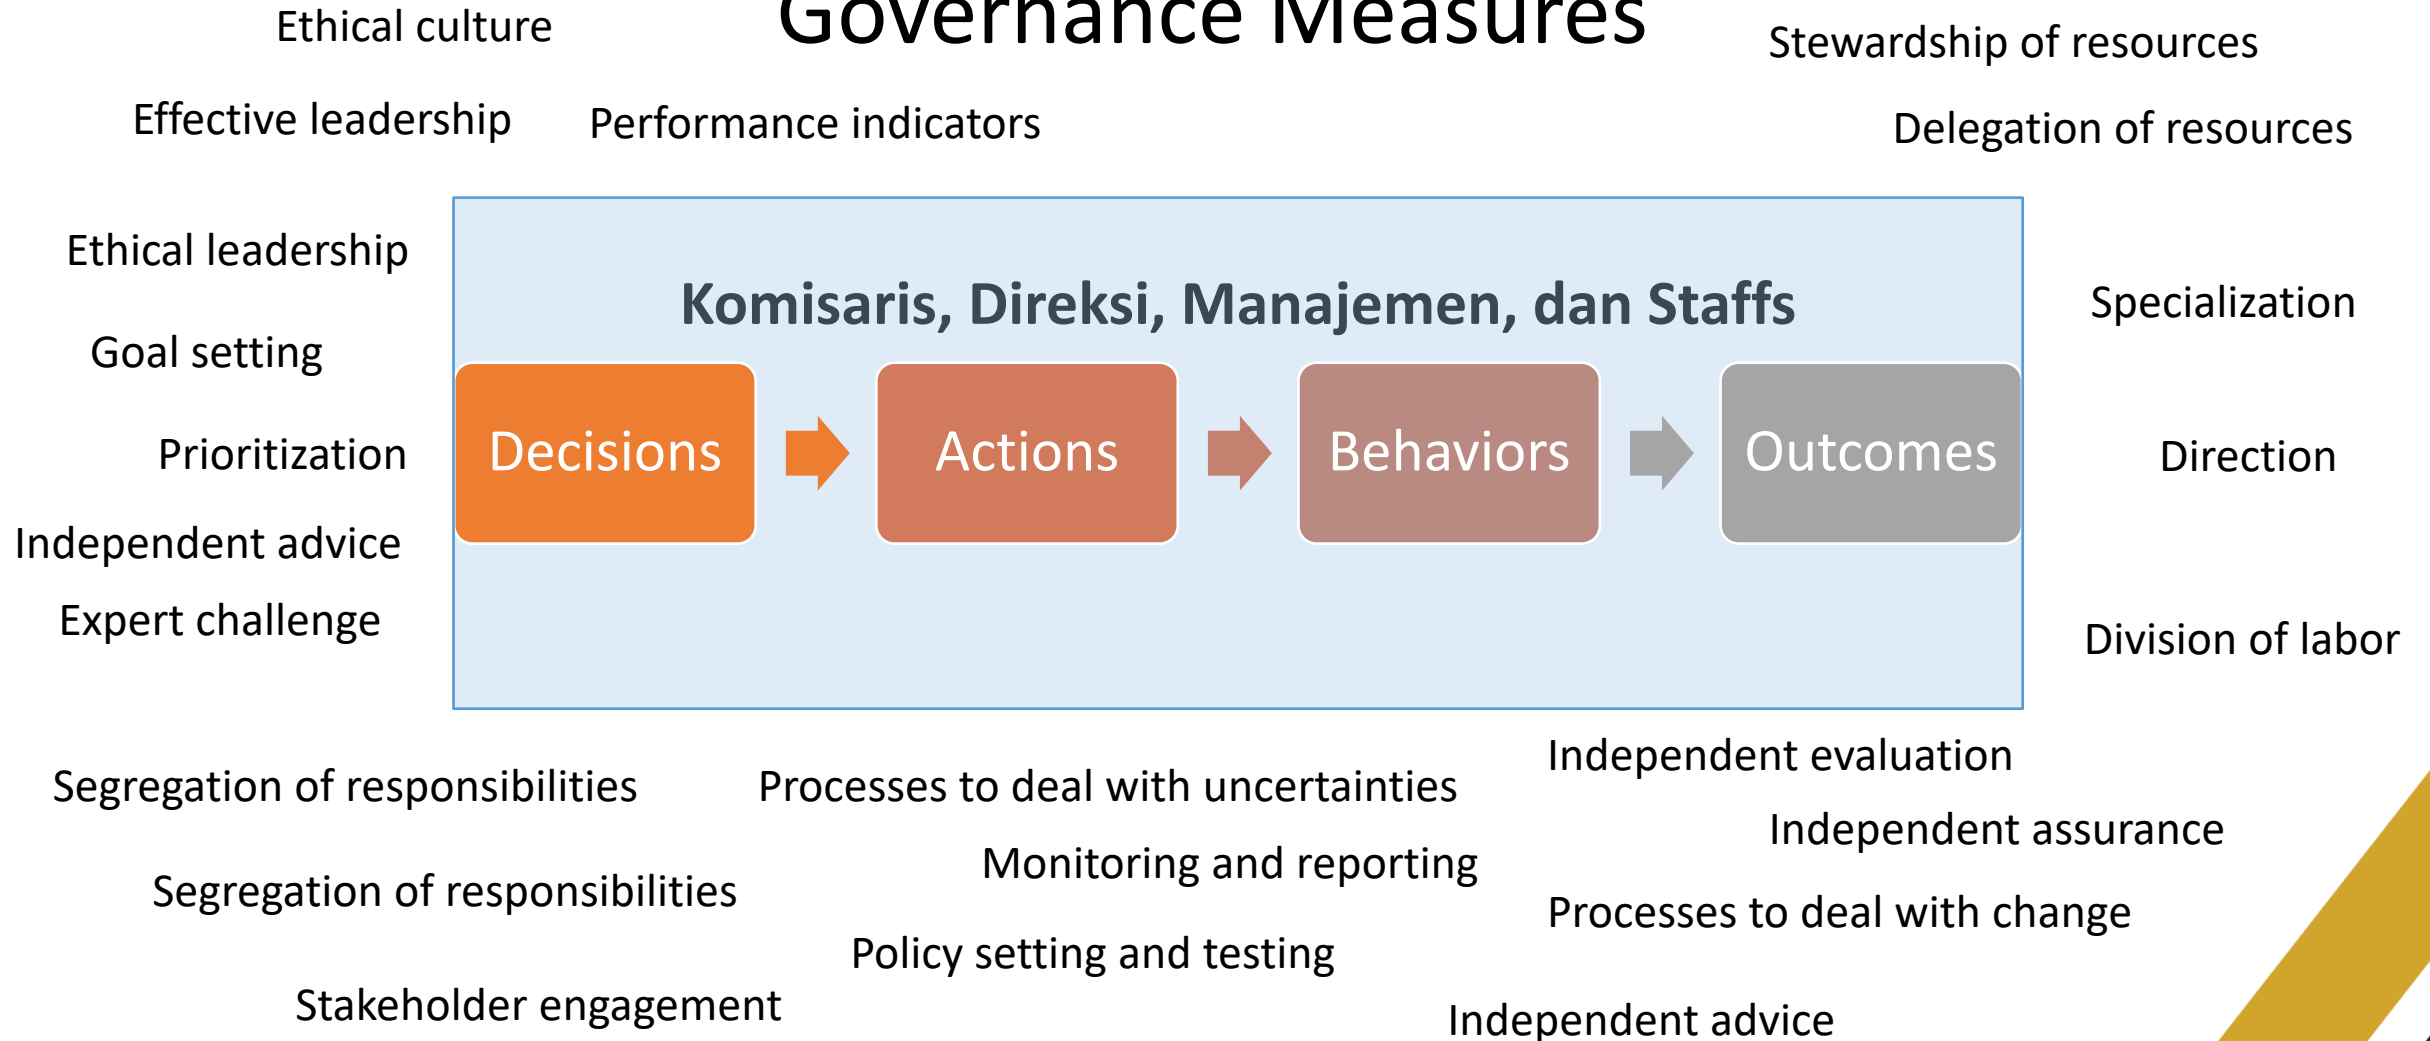 Governance Measures
Ethical culture
Stewardship of resources
Effective leadership
Performance indicators
Delegation of resources
Ethical leadership
Komisaris, Direksi, Manajemen, dan Staffs
Specialization
Goal setting
Prioritization
Decisions
Actions
Behaviors
Outcomes
Direction
Independent advice
Expert challenge
Division of labor
Segregation of responsibilities
Processes to deal with uncertainties
Independent evaluation
Independent assurance
Monitoring and reporting
Segregation of responsibilities
Processes to deal with change
Policy setting and testing
Stakeholder engagement
Independent advice